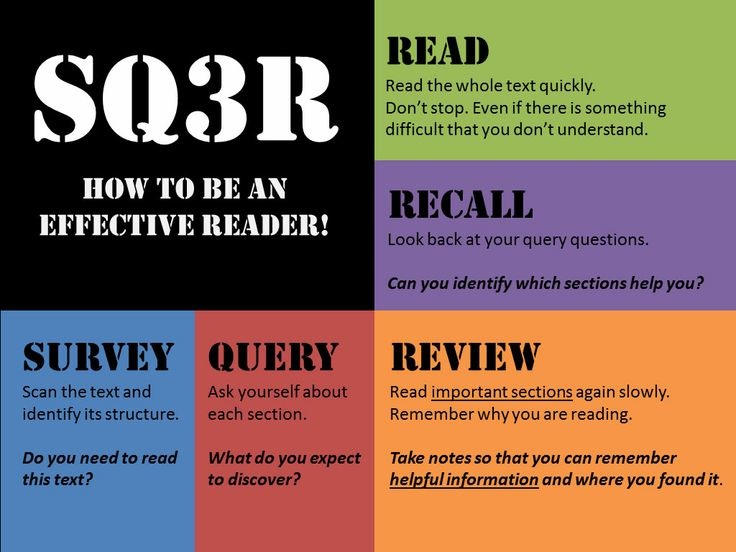 SQ3R
HOW TO BE AN
EFFECTIVE READER!
SURVEY
Scan the text and
identify its structure.
Do you need to read
this text?
QUERY
Ask yourself about
each section.
What do you expect
to discover?
READ
Read the whole text quickly.
Don’t stop. Even if there is something
difficult that you don’t understand.
RECALL
Look back at your query questions.
Can you identify which sections help you?
REVIEW
Read important sections again slowly.
Remember why you are reading.
Take notes so that you can remember
helpful information and where you found it.